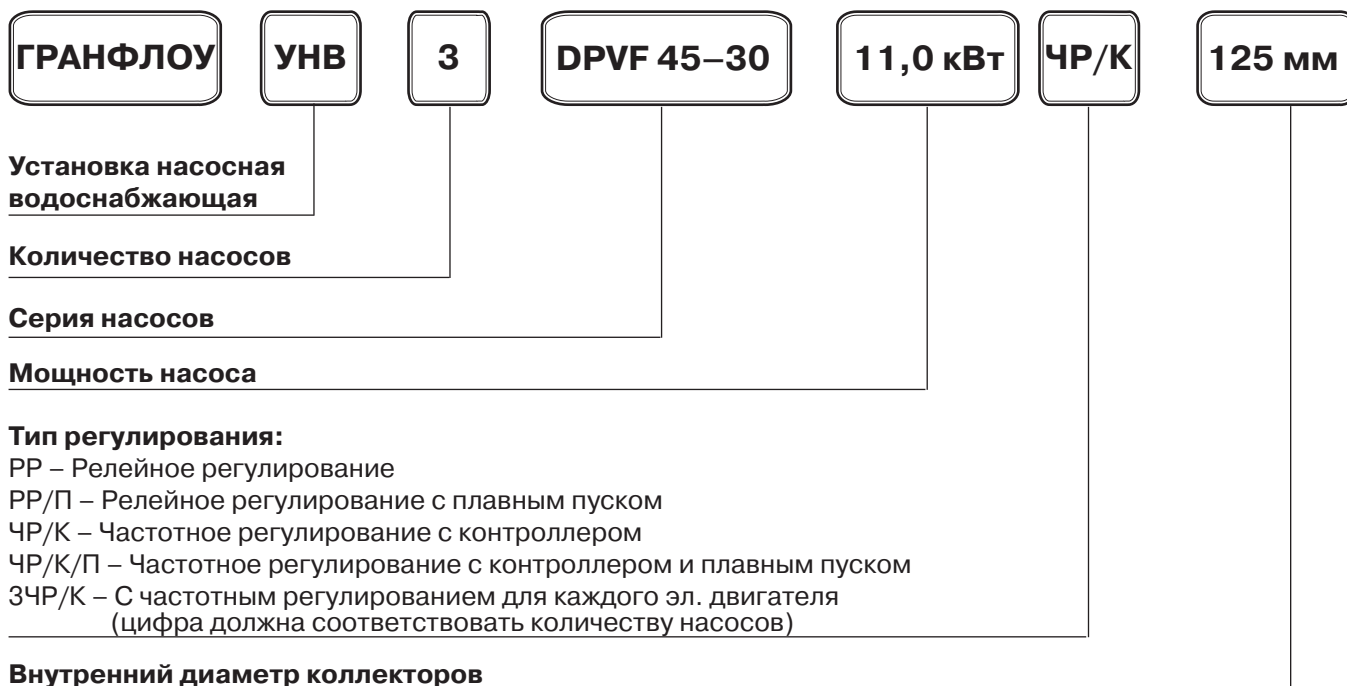 ГРАНФЛОУ УНВ 3 DPVF 45–30 11,0 кВт ЧР/К 125 мм
Установка насосная
водоснабжающая
Количество насосов
Серия насосов
Мощность насоса
Тип регулирования:
РР – Релейное регулирование
РР/П – Релейное регулирование с плавным пуском
ЧР/К – Частотное регулирование с контроллером
ЧР/К/П – Частотное регулирование с контроллером и плавным пуском
3ЧР/К – С частотным регулированием для каждого эл. двигателя
(цифра должна соответствовать количеству насосов)
Внутренний диаметр коллекторов